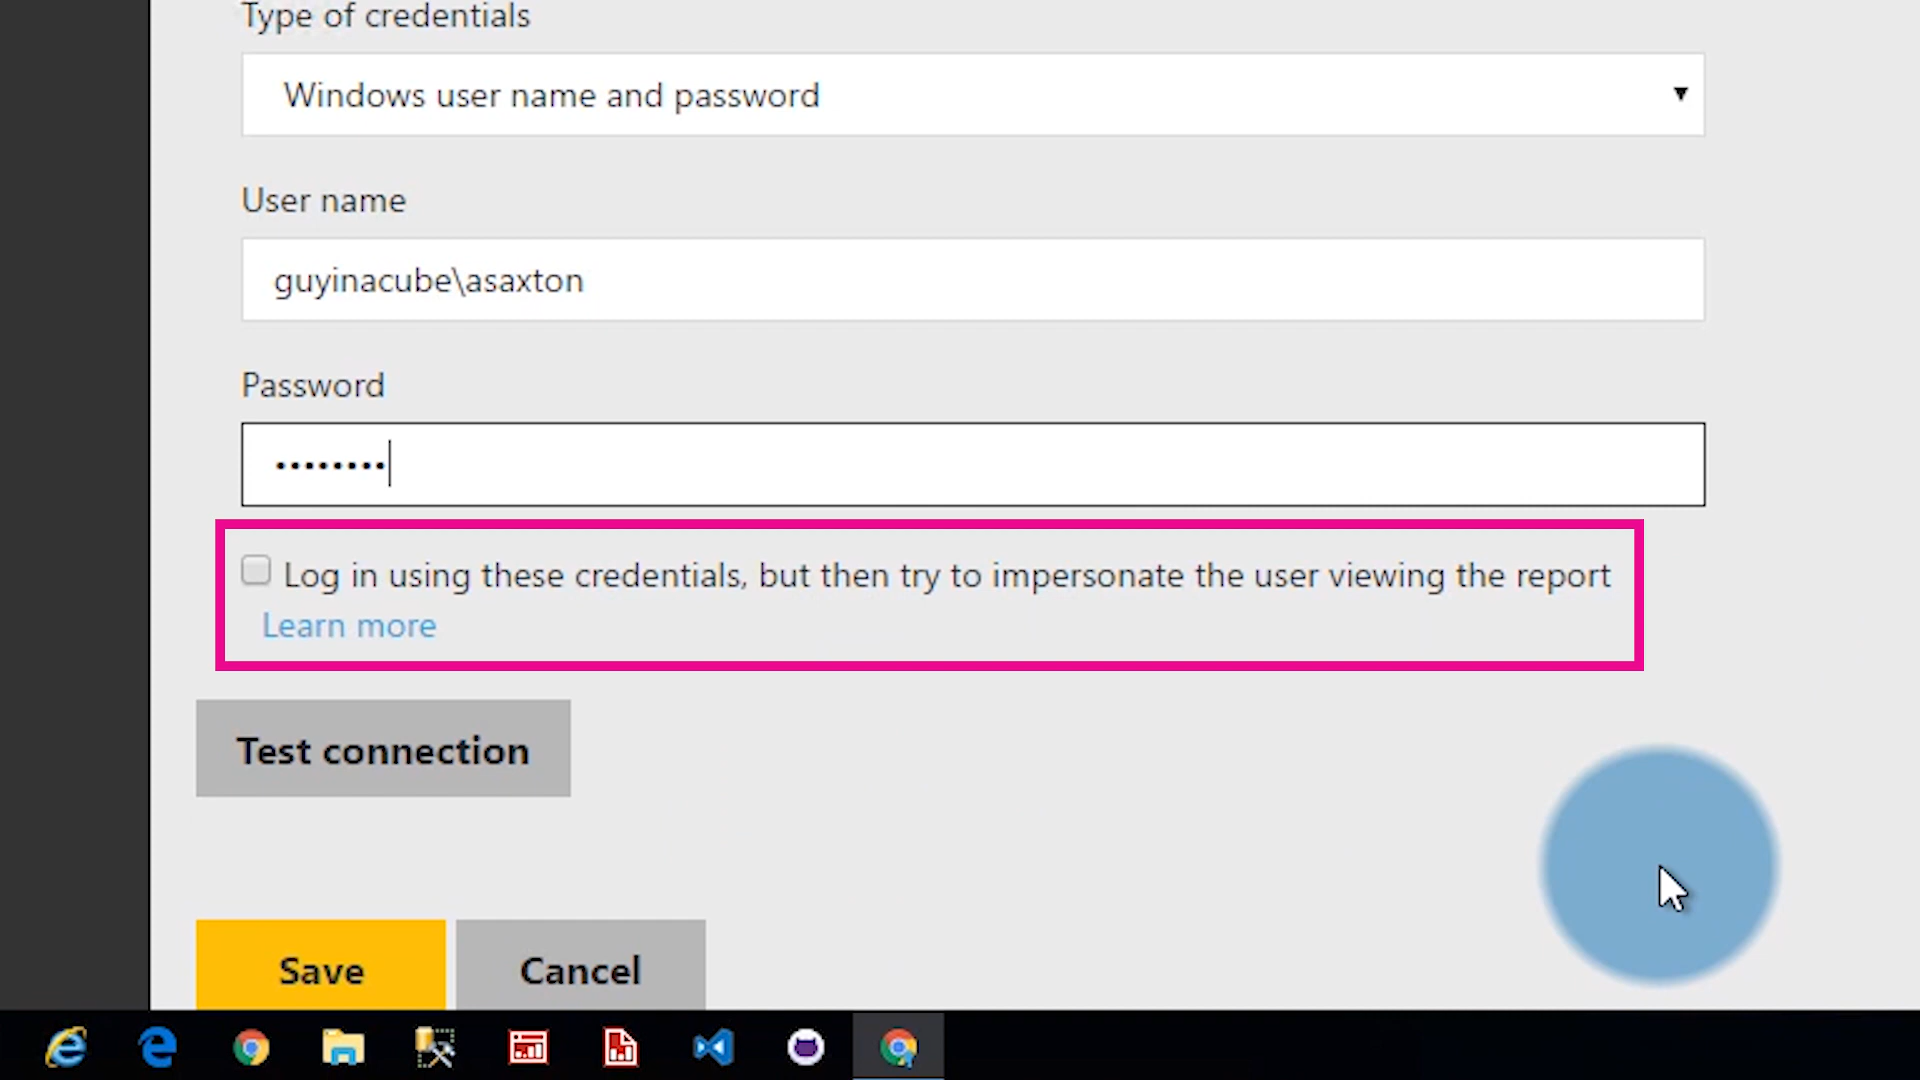 Type of credentials
Windows user name and password
User name
guyinacube\asaxton
Password
••••••••
Log in using these credentials, but then try to impersonate the user viewing the report
Learn more
Test connection
Save
Cancel